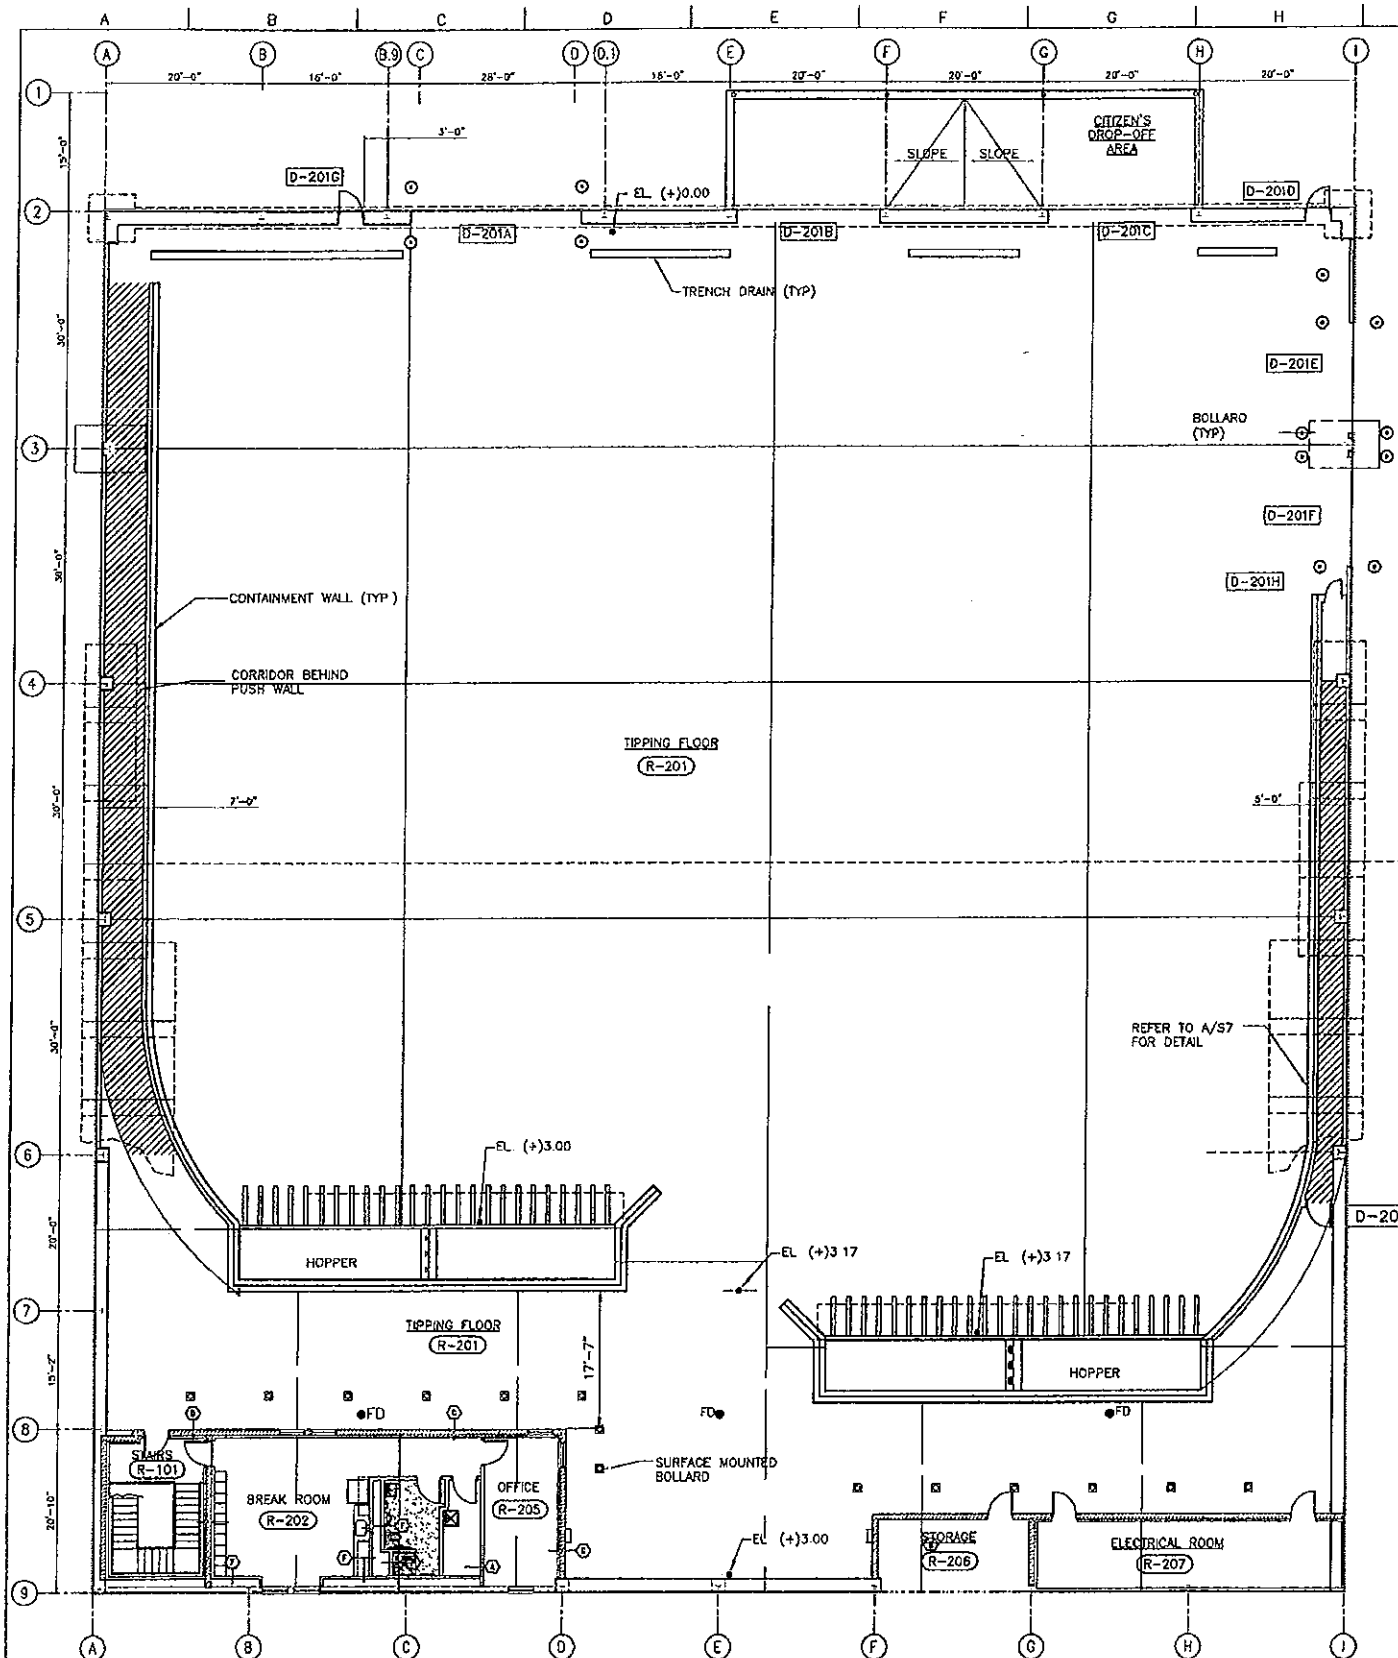 A B C D E F G H
A B B.9 C D D.1 E F G H I
20'-0" 16'-0" 28'-0" 16'-0" 20'-0" 20'-0" 20'-0" 20'-0"
1
15'-0"
3'-0"
CITIZEN'S
DROP-OFF
AREA
SLOPE SLOPE
D-201G
EL. (+)0.00
D-201D
2
D-201A
D-201B
D-201C
TRENCH DRAIN (TYP)
30'-0"
D-201E
BOLLARD
(TYP)
3
D-201F
30'-0"
D-201H
CONTAINMENT WALL (TYP)
CORRIDOR BEHIND
PUSH WALL
4
TIPPING FLOOR
R-201
7'-0"
5'-0"
30'-0"
5
REFER TO A/S7
FOR DETAIL
30'-0"
EL. (+)3.00
6
D-20
20'-0"
HOPPER
EL (+)3 17
EL (+)3 17
7
TIPPING FLOOR
R-201
17'-7"
HOPPER
15'-2"
FD
FD
FD
8
STAIRS
R-101
SURFACE MOUNTED
BOLLARD
BREAK ROOM
R-202
OFFICE
R-205
20'-10"
EL (+)3.00
STORAGE
R-206
ELECTRICAL ROOM
R-207
9
A B C D E F G H I